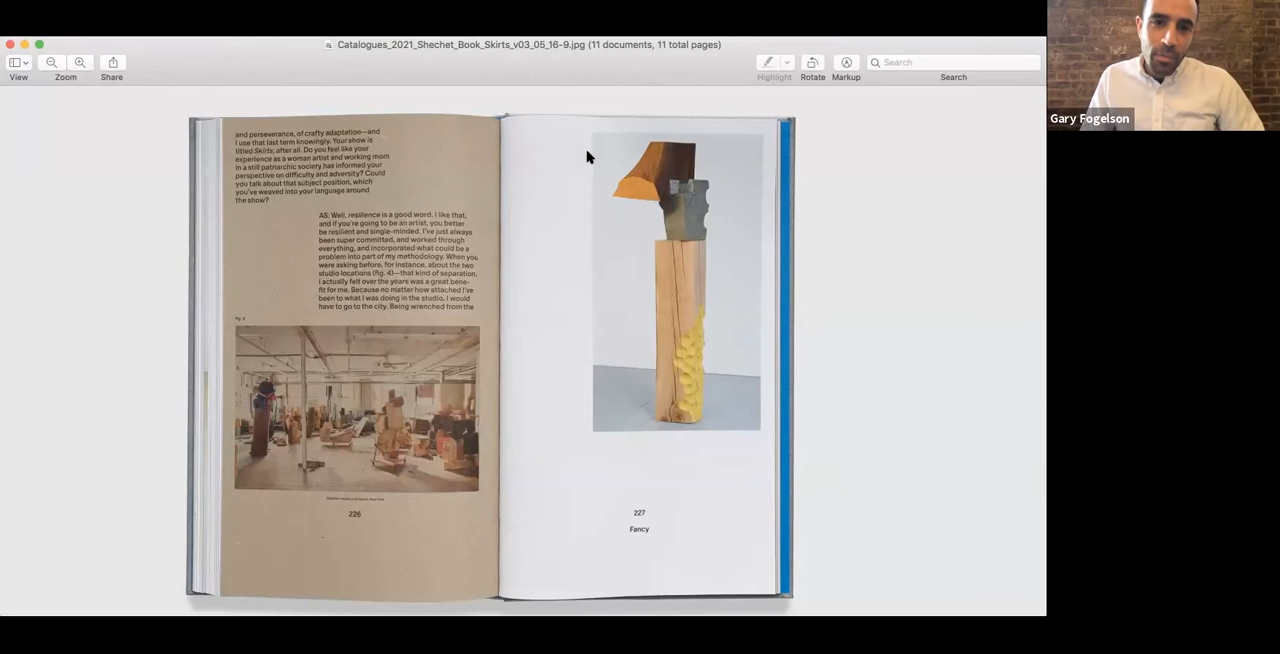 Catalogues_2021_Shechet_Book_Skirts_v03_05_16-9.jpg (11 documents, 11 total pages)
View
Zoom
Share
Highlight
Rotate
Markup
Search
Search
Gary Fogelson
and perseverance, of crafty adaptation—and
I use that last term knowingly. Your show is
titled Skirts, after all. Do you feel like your
experience as a woman artist and working mom
in a still patriarchic society has informed your
perspective on difficulty and adversity? Could
you talk about that subject position, which
you've weaved into your language around
the show?
AS: Well, resilience is a good word. I like that,
and if you're going to be an artist, you better
be resilient and single-minded. I've just always
been super committed, and worked through
everything, and incorporated what could be a
problem into part of my methodology. When you
were asking before, for instance, about the two
studio locations (fig. 4)—that kind of separation,
I actually felt over the years was a great bene-
fit for me. Because no matter how attached I've
been to what I was doing in the studio, I would
have to go to the city. Being wrenched from the
fig. 4
226
227
Fancy